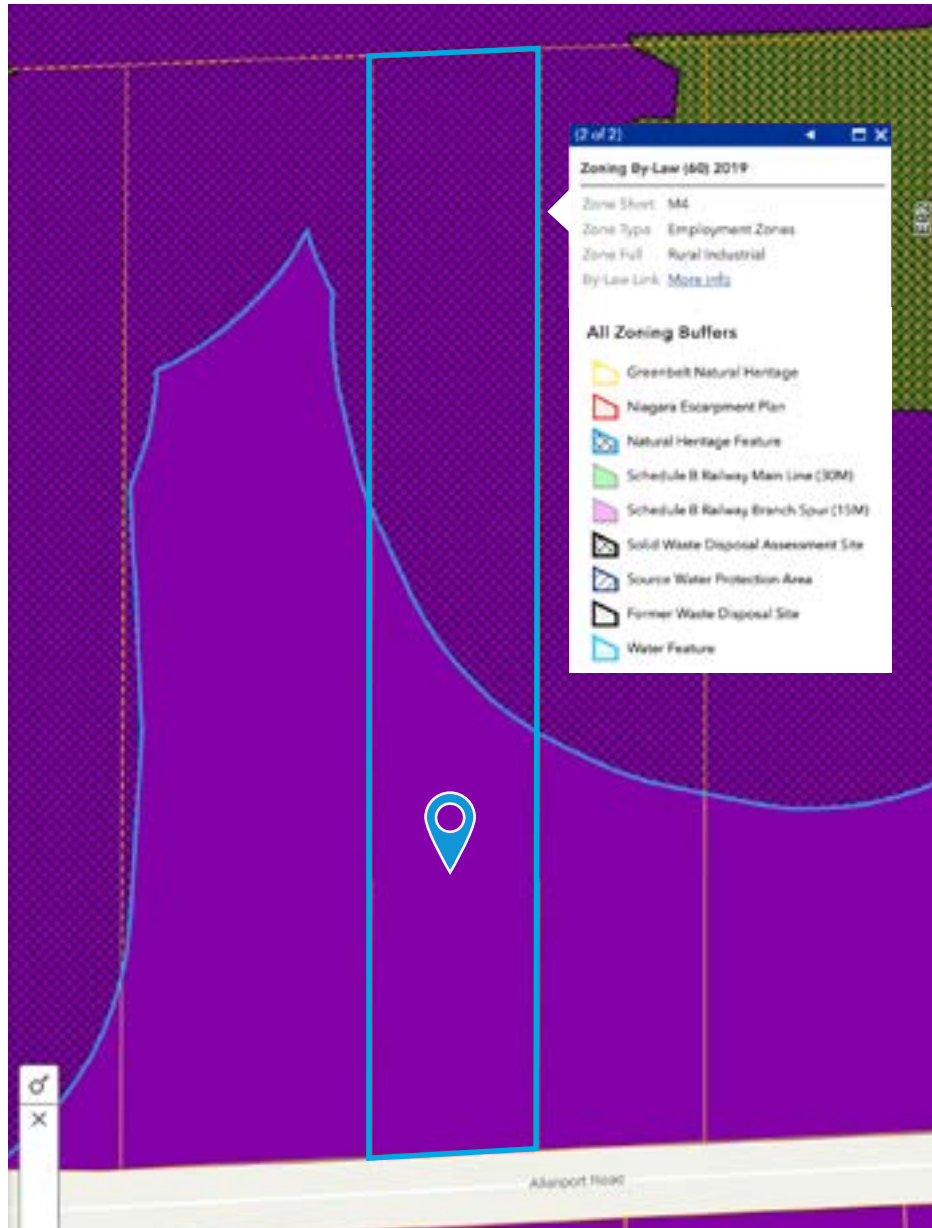 (2 of 2)
Zoning By-Law (60) 2019
Zone Short M4
Zone Type Employment Zones
Zone Full Rural Industrial
By-Law Link More info
All Zoning Buffers
Greenbelt Natural Heritage
Niagara Escarpment Plan
Natural Heritage Feature
Schedule B Railway Main Line (30M)
Schedule B Railway Branch Spur (15M)
Solid Waste Disposal Assessment Site
Source Water Protection Area
Former Waste Disposal Site
Water Feature
Allanport Road